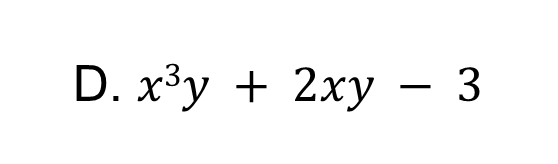 D. x³y + 2xy − 3